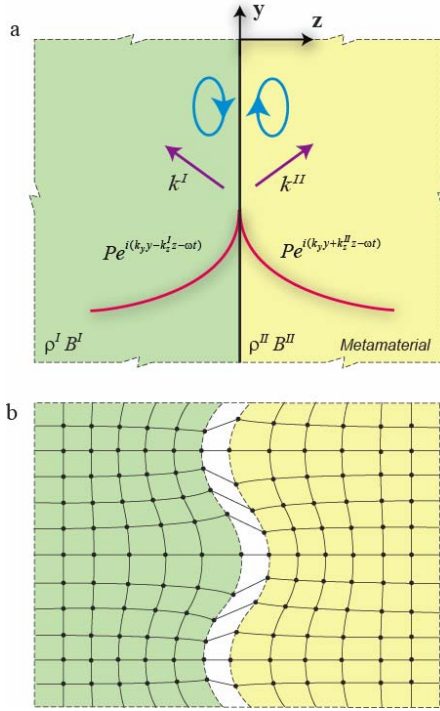 a
y
z
k^I
k^II
Pe^i(k_y y−k_z^I z−ωt)
Pe^i(k_y y+k_z^II z−ωt)
ρ^I B^I
ρ^II B^II
Metamaterial
b